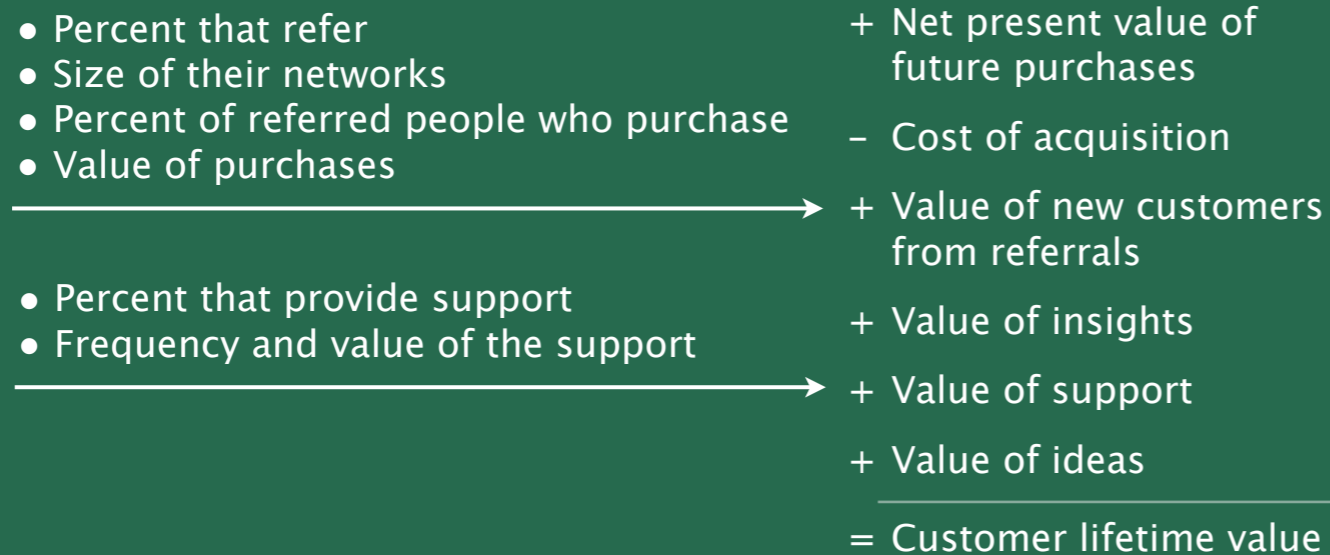 ● Percent that refer
● Size of their networks
● Percent of referred people who purchase
● Value of purchases
● Percent that provide support
● Frequency and value of the support
+ Net present value of
future purchases
– Cost of acquisition
+ Value of new customers
from referrals
+ Value of insights
+ Value of support
+ Value of ideas
= Customer lifetime value